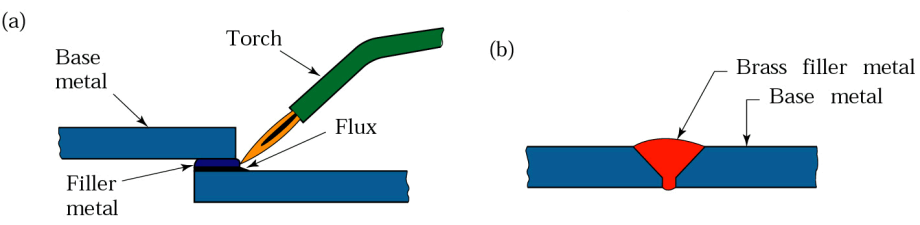 (a)
Torch
Base
metal
Flux
Filler
metal
(b)
Brass filler metal
Base metal